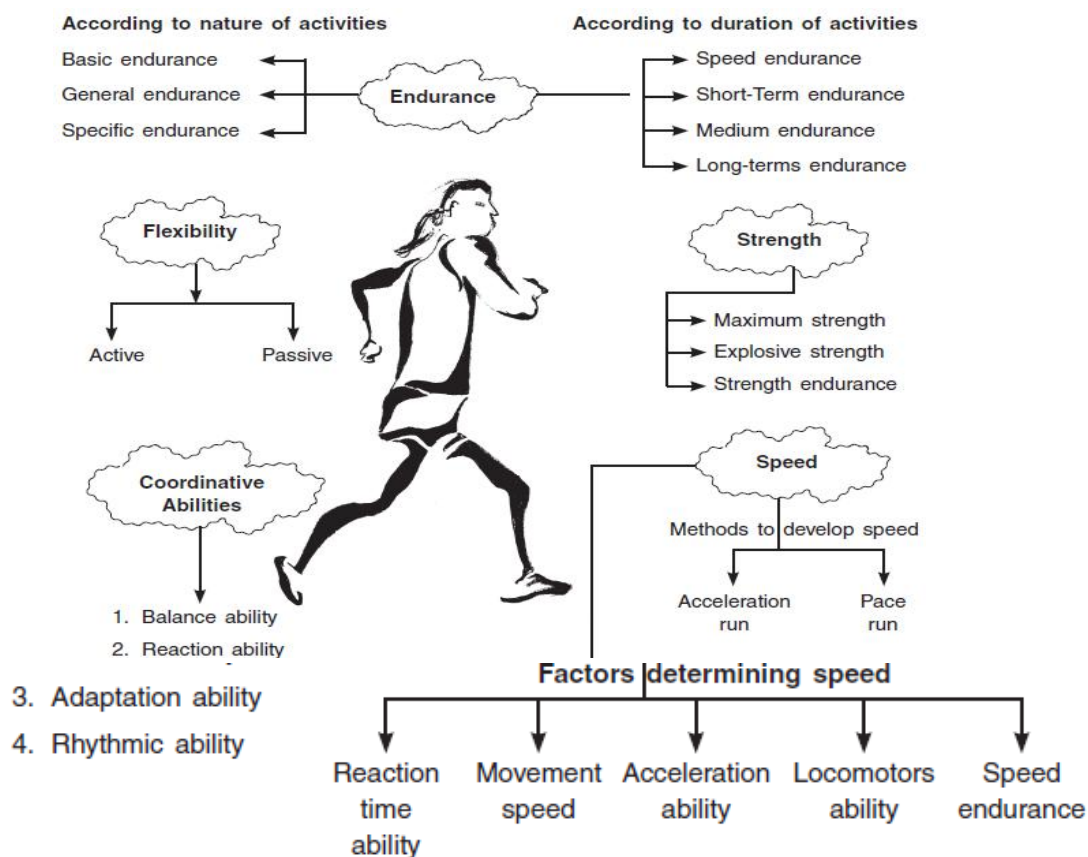 According to nature of activities
Basic endurance
General endurance
Specific endurance
Endurance
According to duration of activities
Speed endurance
Short-Term endurance
Medium endurance
Long-terms endurance
Flexibility
Active
Passive
Strength
Maximum strength
Explosive strength
Strength endurance
Coordinative
Abilities
1. Balance ability
2. Reaction ability
3. Adaptation ability
4. Rhythmic ability
Speed
Methods to develop speed
Acceleration
run
Pace
run
Factors determining speed
Reaction
time
ability
Movement
speed
Acceleration
ability
Locomotors
ability
Speed
endurance